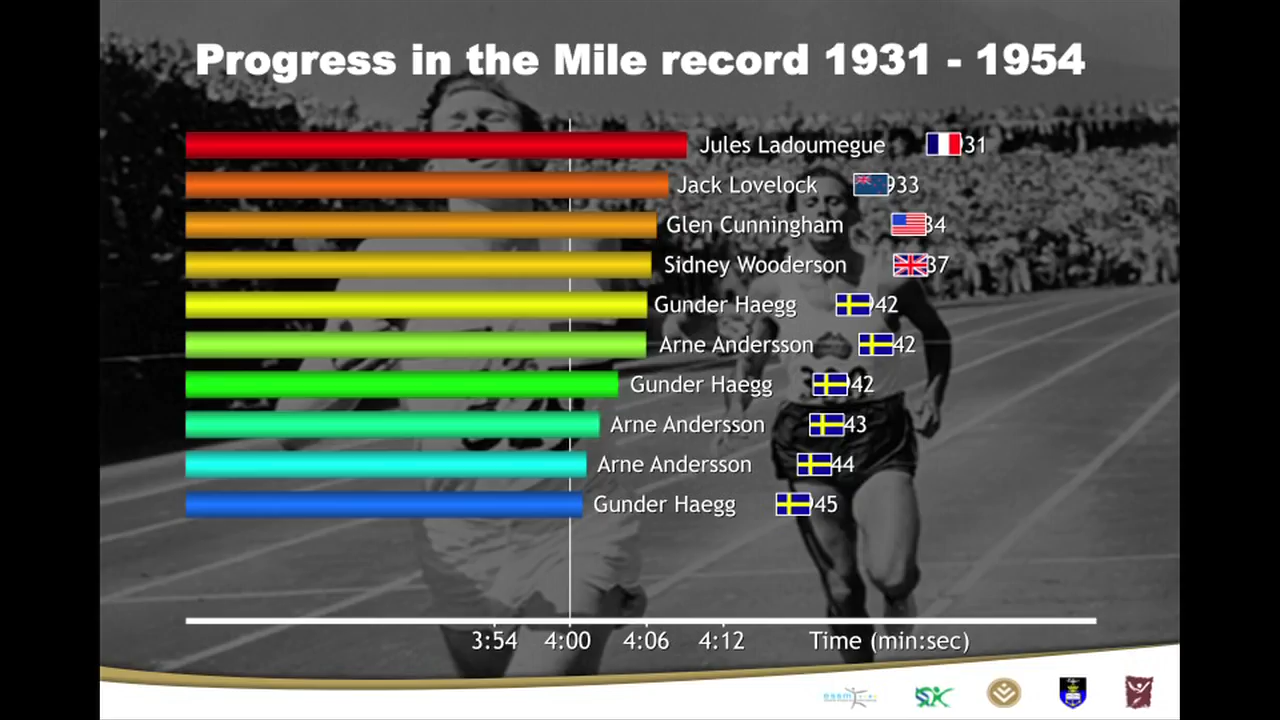 Progress in the Mile record 1931 - 1954
Jules Ladoumegue 31
Jack Lovelock 933
Glen Cunningham 34
Sidney Wooderson 37
Gunder Haegg 42
Arne Andersson 42
Gunder Haegg 42
Arne Andersson 43
Arne Andersson 44
Gunder Haegg 45
3:54 4:00 4:06 4:12 Time (min:sec)